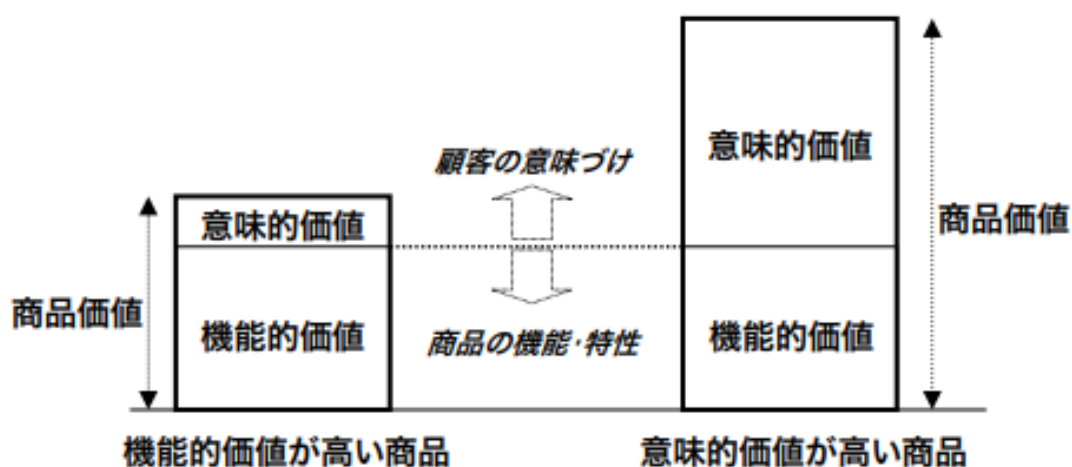 意味的価値
顧客の意味づけ
商品価値
意味的価値
商品価値
機能的価値
商品の機能・特性
機能的価値
機能的価値が高い商品
意味的価値が高い商品